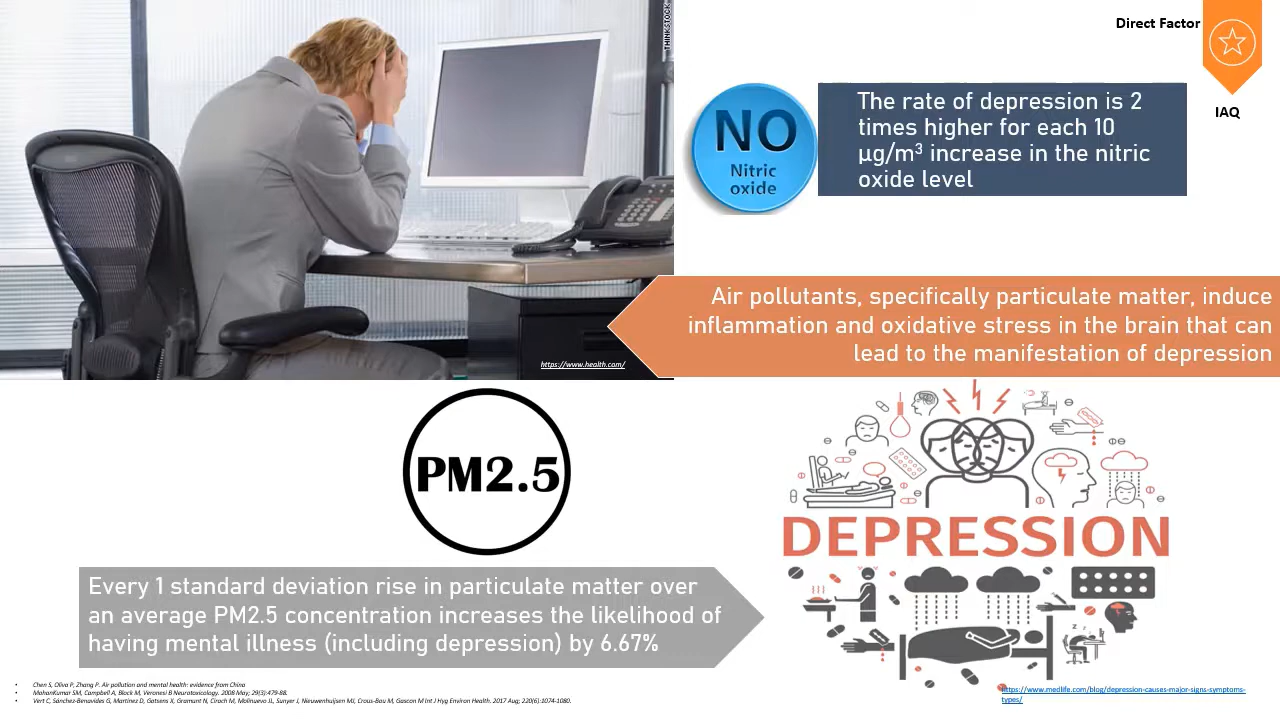 THINKSTOCK
Direct Factor
IAQ
NO
Nitric
oxide
The rate of depression is 2
times higher for each 10
µg/m³ increase in the nitric
oxide level
Air pollutants, specifically particulate matter, induce
inflammation and oxidative stress in the brain that can
lead to the manifestation of depression
https://www.health.com/
PM2.5
DEPRESSION
Every 1 standard deviation rise in particulate matter over
an average PM2.5 concentration increases the likelihood of
having mental illness (including depression) by 6.67%
• Chen S, Oliva P, Zhang P. Air pollution and mental health: evidence from China
• MohanKumar SM, Campbell A, Block M, Veronesi B Neurotoxicology. 2008 May; 29(3):479-88.
• Vert C, Sánchez-Benavides G, Martínez D, Gotsens X, Gramunt N, Cirach M, Molinuevo JL, Sunyer J, Nieuwenhuijsen MJ, Crous-Bou M, Gascon M Int J Hyg Environ Health. 2017 Aug; 220(6):1074-1080.
https://www.medlife.com/blog/depression-causes-major-signs-symptoms-
types/